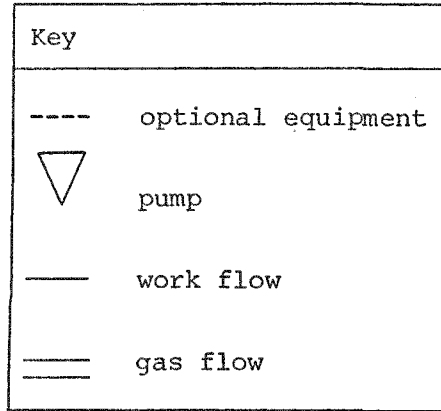 Key
optional equipment
pump
work flow
gas flow